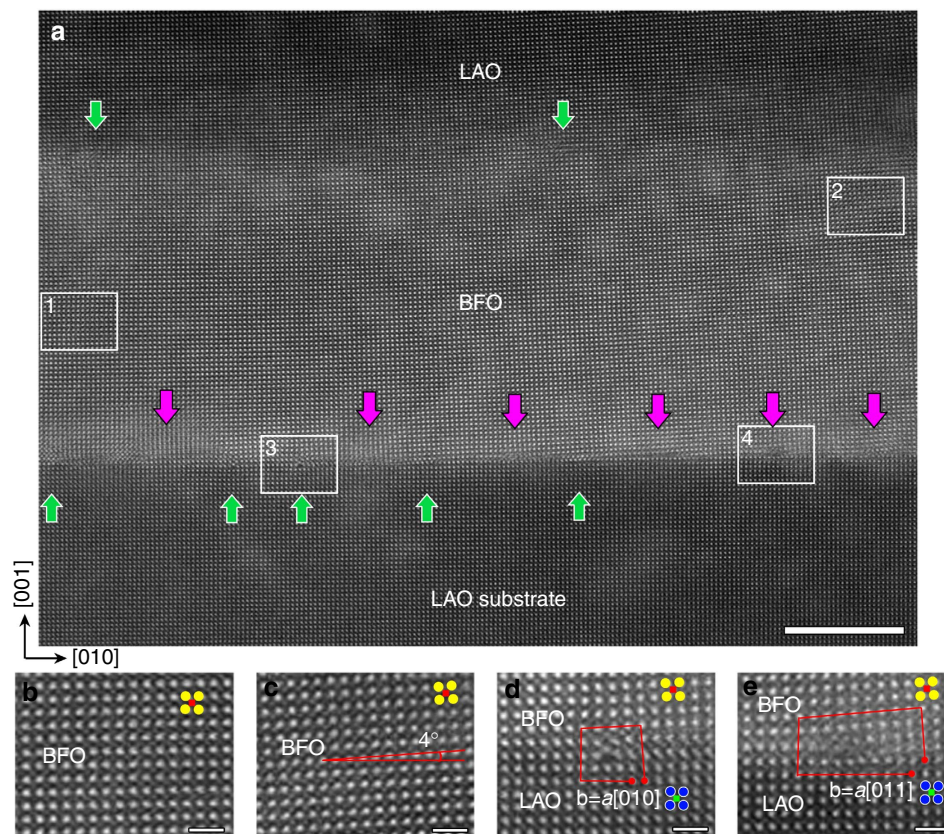 a
LAO
2
1
BFO
3
4
[001]
LAO substrate
[010]
b
BFO
c
BFO
4°
d
BFO
LAO
b=a[010]
e
BFO
b=a[011]
LAO